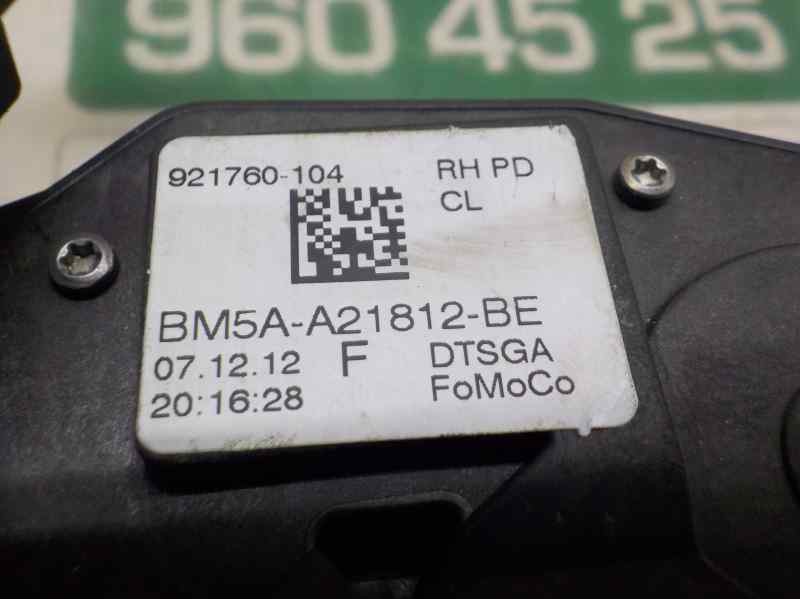 960 45 25
921760-104 RH PD
CL
BM5A-A21812-BE
07.12.12 F DTSGA
20:16:28 FoMoCo